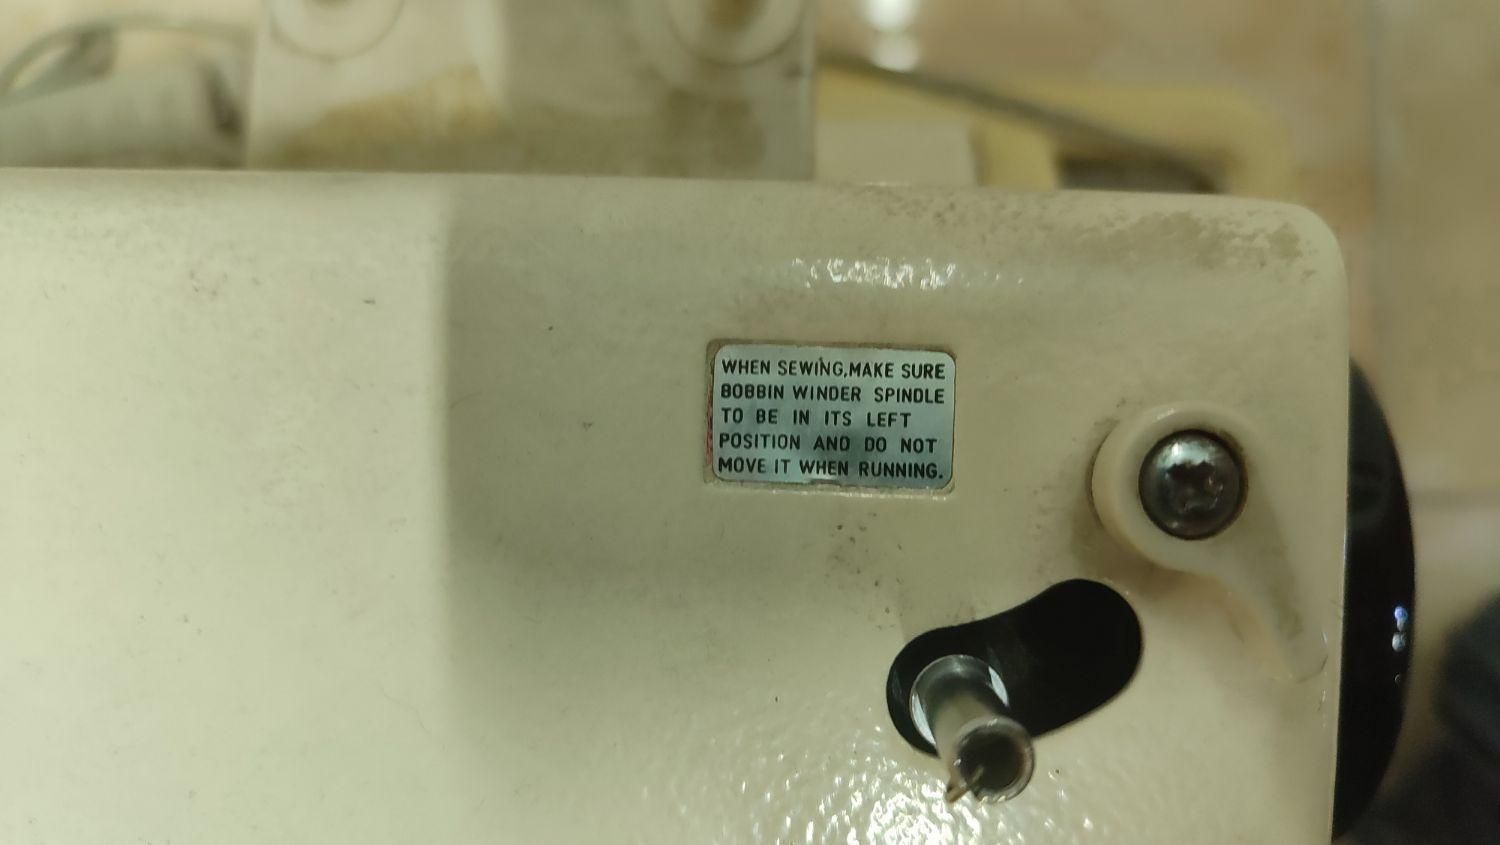 WHEN SEWING,MAKE SURE
BOBBIN WINDER SPINDLE
TO BE IN ITS LEFT
POSITION AND DO NOT
MOVE IT WHEN RUNNING.